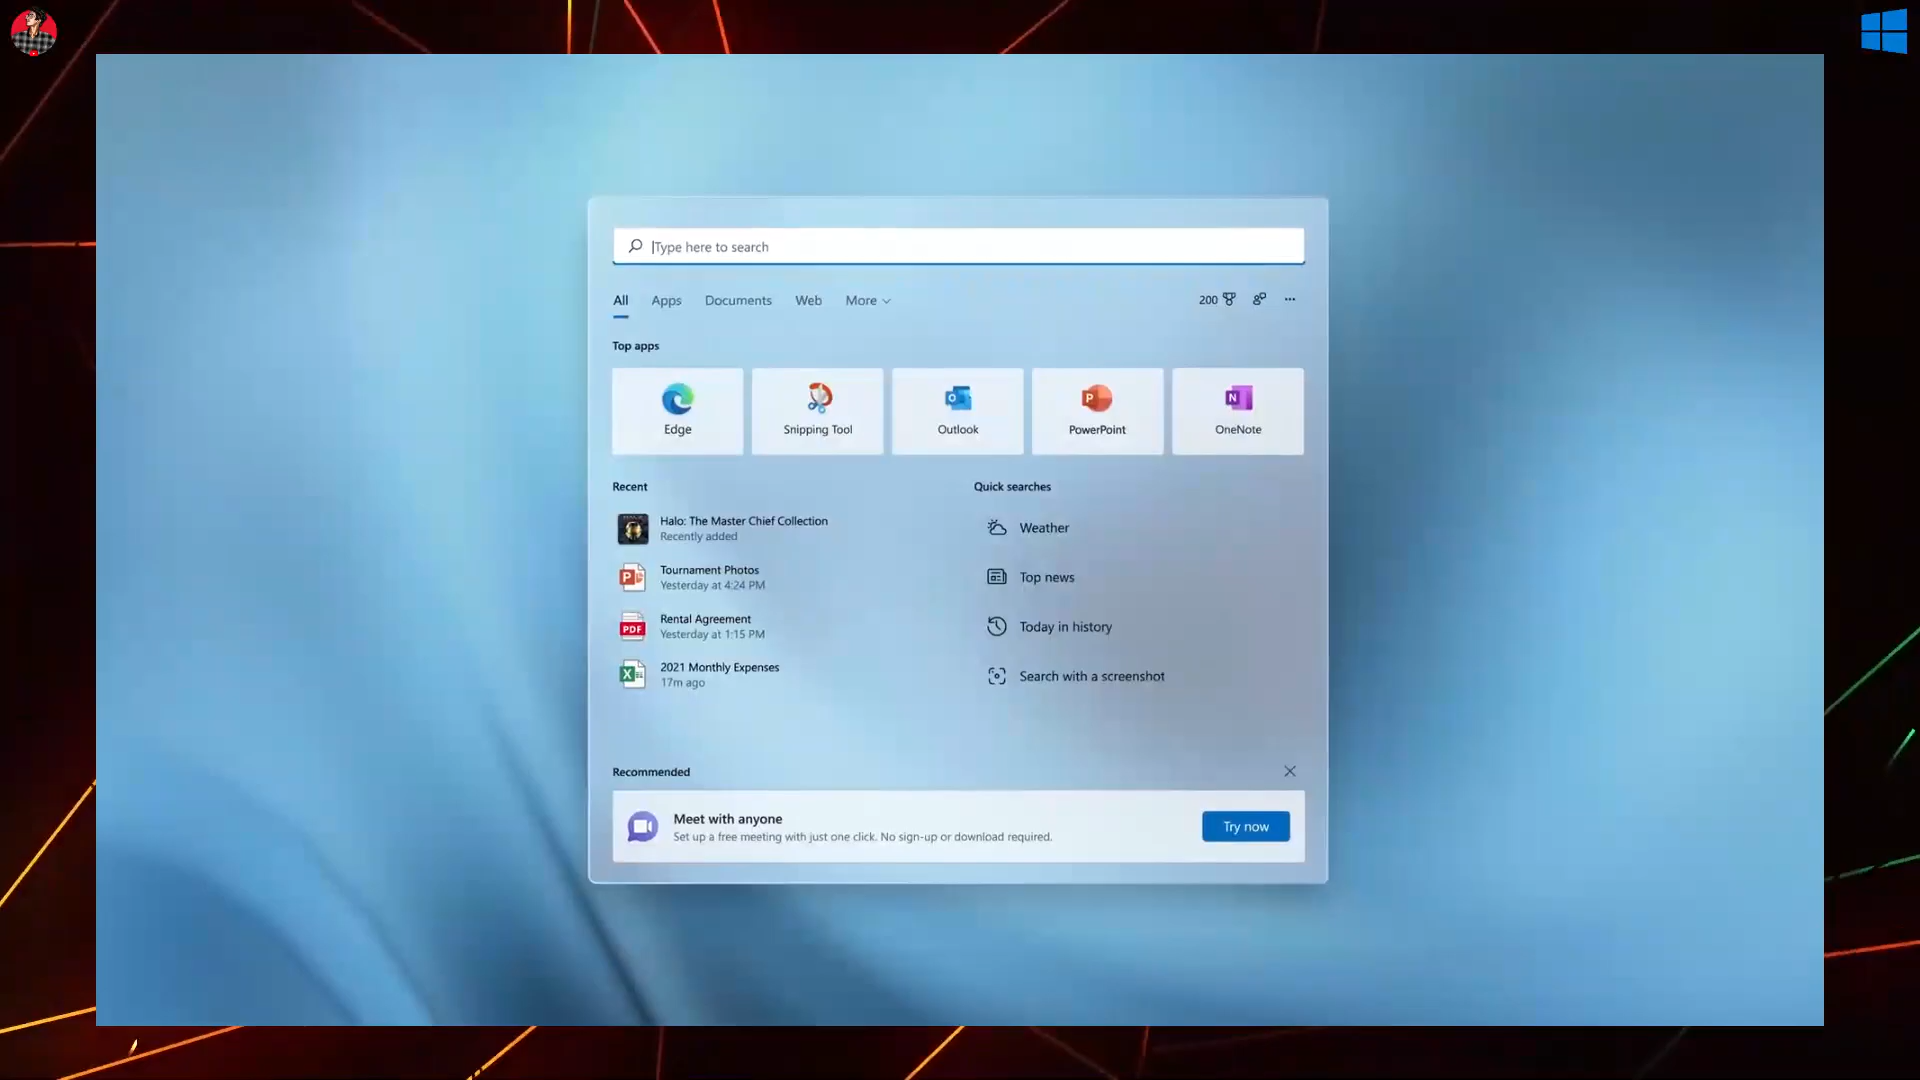 Type here to search
All Apps Documents Web More 200
Top apps
Edge Snipping Tool Outlook PowerPoint OneNote
Recent
Halo: The Master Chief Collection
Recently added
Tournament Photos
Yesterday at 4:24 PM
PDF
Rental Agreement
Yesterday at 1:15 PM
2021 Monthly Expenses
17m ago
Quick searches
Weather
Top news
Today in history
Search with a screenshot
Recommended
Meet with anyone
Set up a free meeting with just one click. No sign-up or download required.
Try now